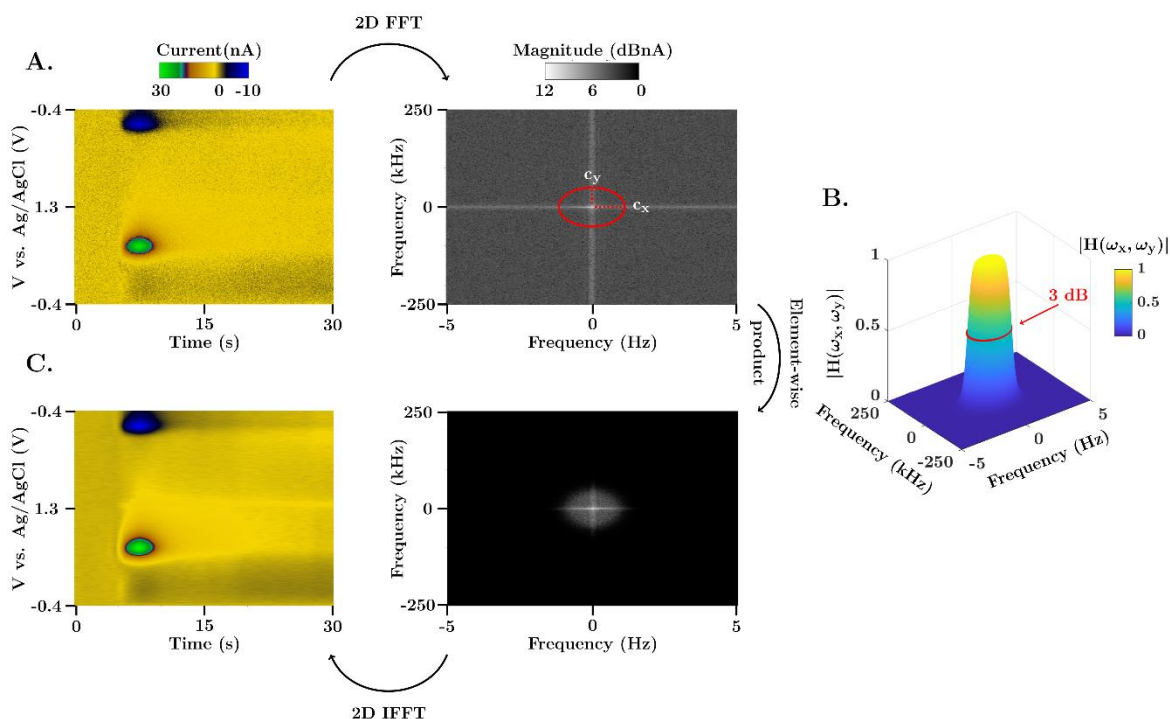 2D FFT
A.
Current(nA)
30 0 -10
Magnitude (dBnA)
12 6 0
V vs. Ag/AgCl (V)
-0.4
1.3
-0.4
0 15 30
Time (s)
Frequency (kHz)
250
0
-250
c_y
c_x
-5 0 5
Frequency (Hz)
B.
|H(ω_x, ω_y)|
1
0.5
0
3 dB
|H(ω_x, ω_y)|
1
0.5
0
250
0
-250
Frequency (kHz)
-5
0
5
Frequency (Hz)
Element-wise
product
C.
V vs. Ag/AgCl (V)
-0.4
1.3
-0.4
0 15 30
Time (s)
Frequency (kHz)
250
0
-250
-5 0 5
Frequency (Hz)
2D IFFT